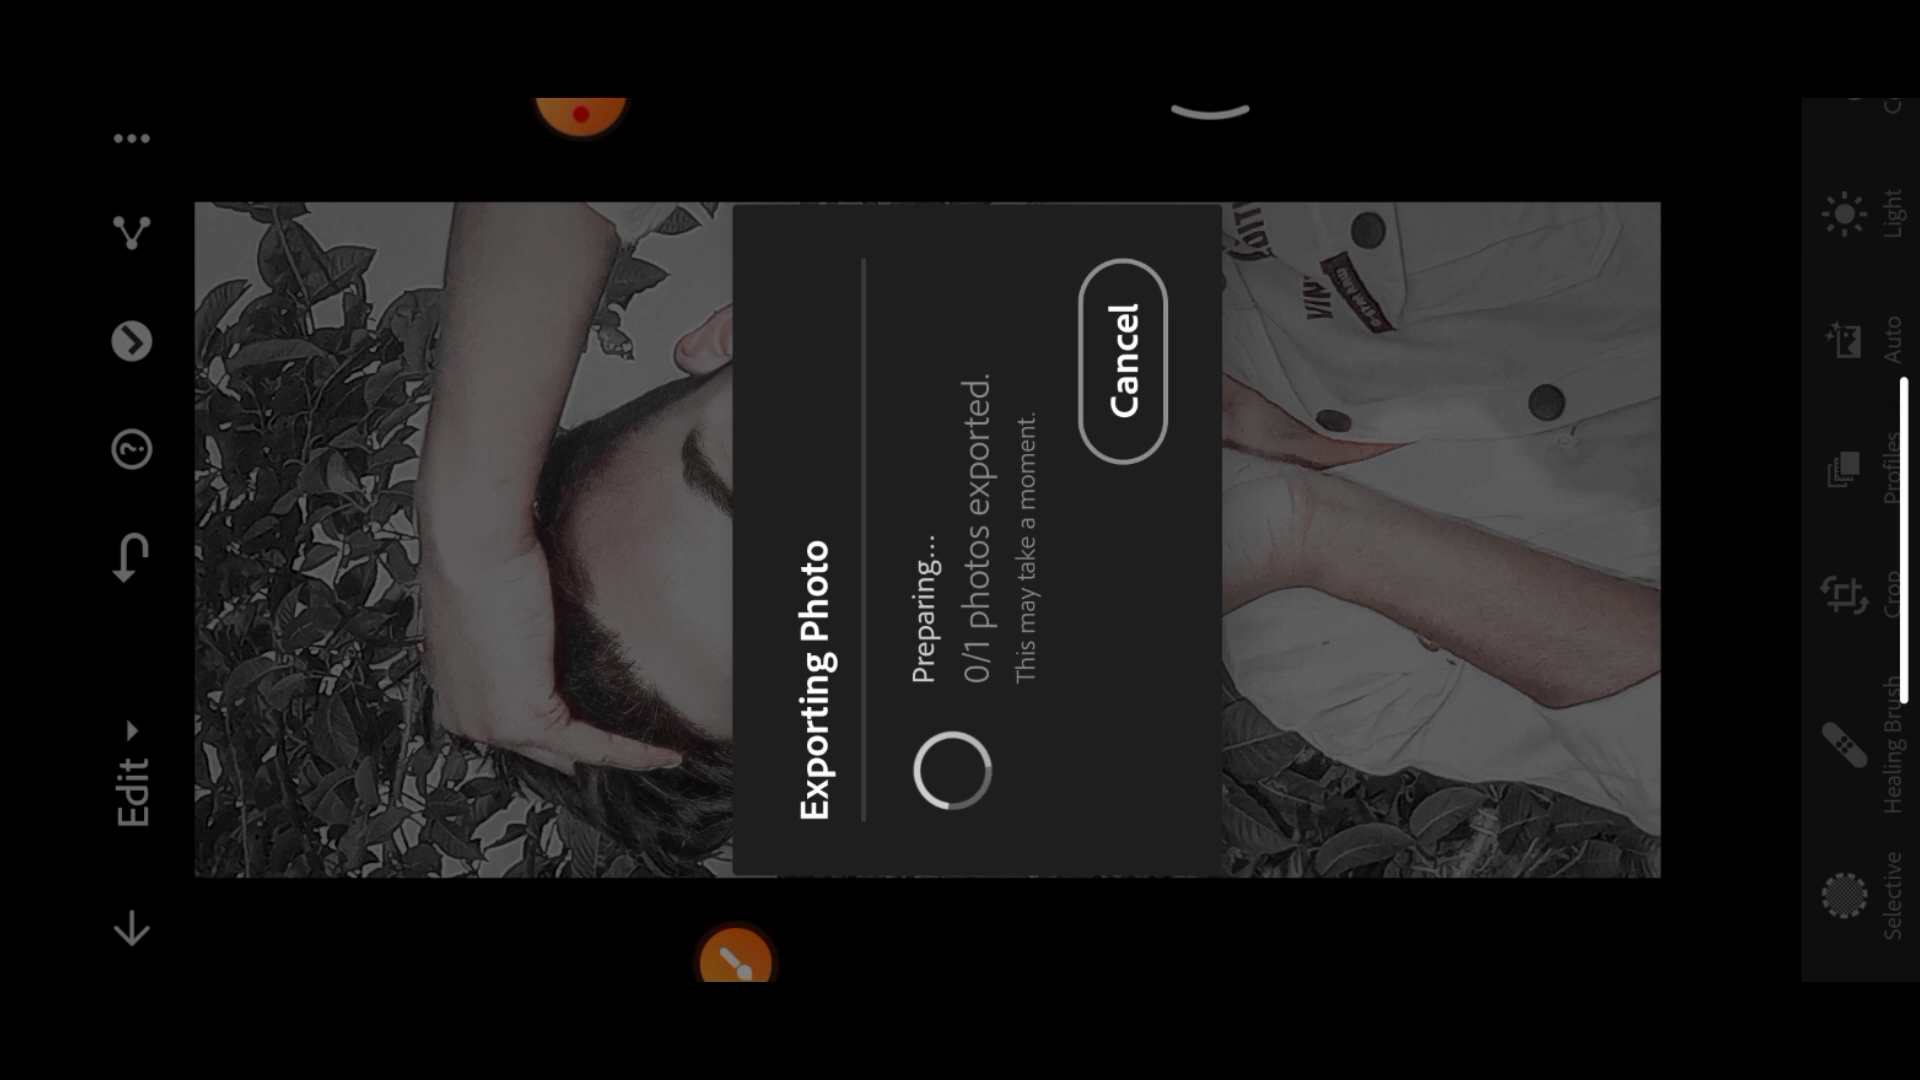 Edit
Exporting Photo
Preparing...
0/1 photos exported.
This may take a moment.
Cancel
Selective
Healing Brush
Crop
Profiles
Auto
Light